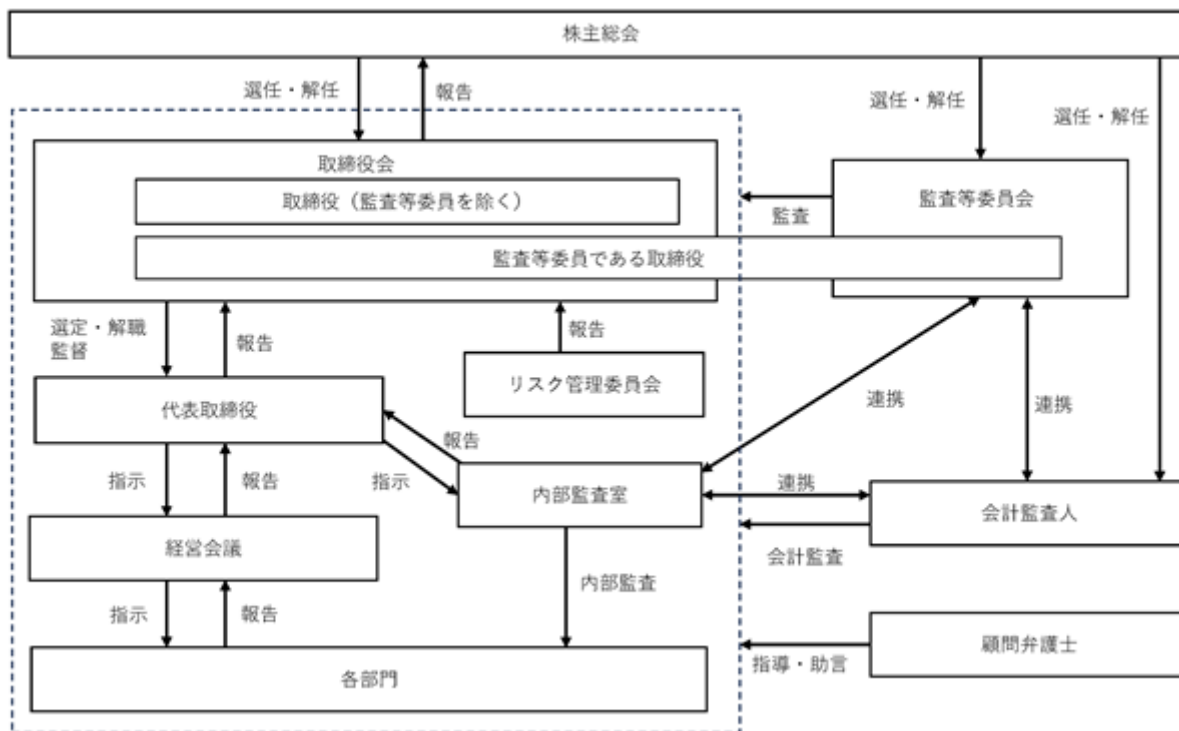 株主総会
選任・解任
報告
選任・解任
選任・解任
取締役会
取締役（監査等委員を除く）
監査等委員会
監査
監査等委員である取締役
選定・解職
監督
報告
報告
リスク管理委員会
代表取締役
連携
連携
報告
指示
報告
指示
内部監査室
連携
会計監査人
経営会議
会計監査
内部監査
指示
報告
顧問弁護士
指導・助言
各部門